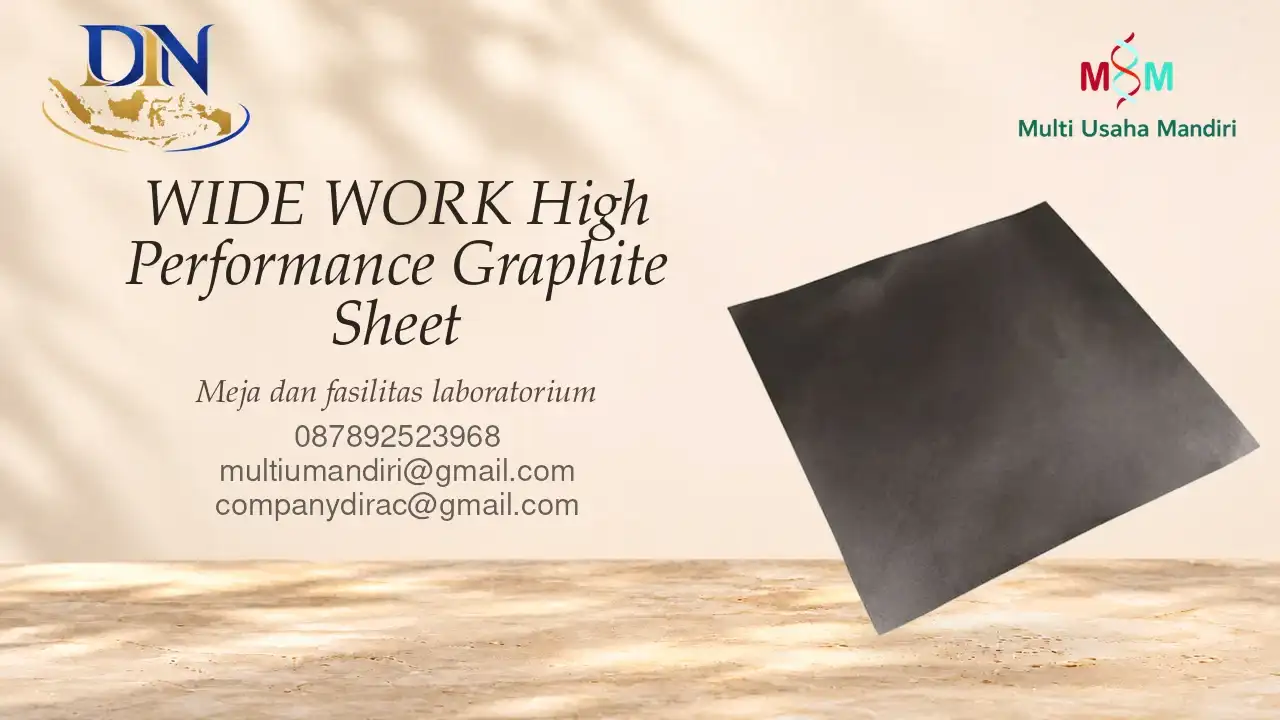 DIN
MSM
Multi Usaha Mandiri
WIDE WORK High
Performance Graphite
Sheet
Meja dan fasilitas laboratorium
087892523968
multiumandiri@gmail.com
companydirac@gmail.com